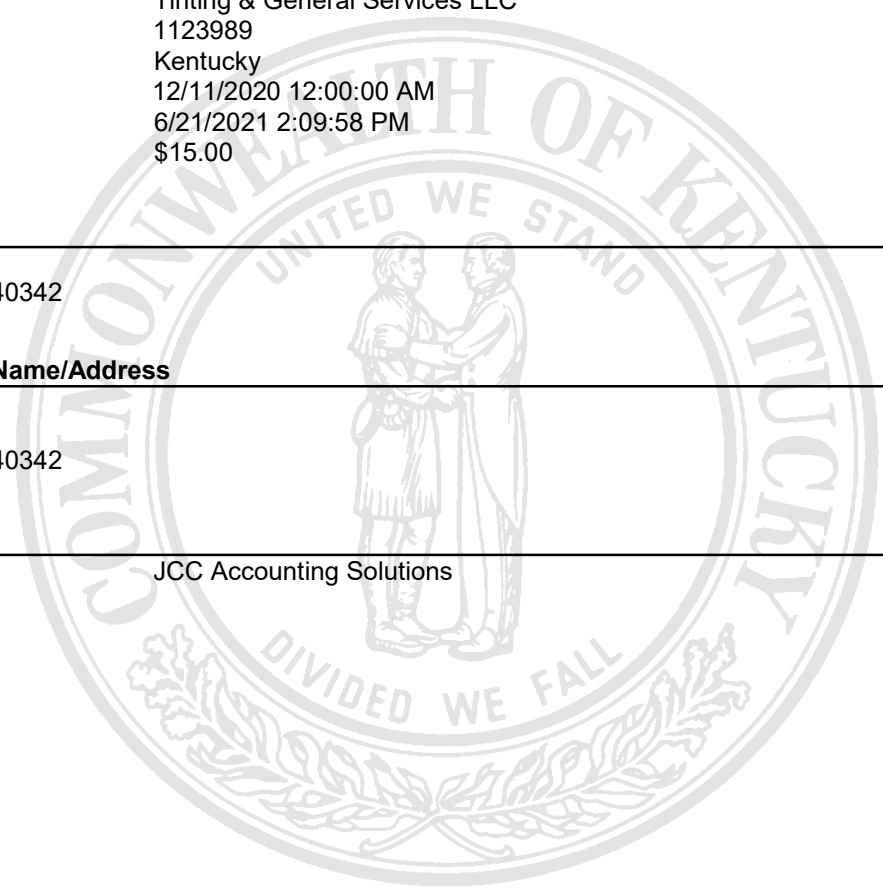 Tinting & General Services LLC
1123989
Kentucky
12/11/2020 12:00:00 AM
6/21/2021 2:09:58 PM
$15.00
40342
Name/Address
40342
JCC Accounting Solutions
COMMONWEALTH OF KENTUCKY
UNITED WE STAND
DIVIDED WE FALL